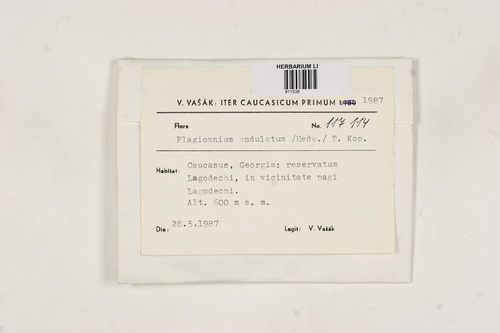 HERBARIUM LI
811538
V. VAŠÁK: ITER CAUCASICUM PRIMUM 1987
Flora No. 117 114
Plagiomnium undulatum /Hedw./ T. Kop.
Habitat: Caucasus, Georgia: reservatum
Lagodechi, in vicinitate pagi
Lagodechi.
Alt. 600 m s. m.
Die: 28.5.1987 Legit: V. Vašák